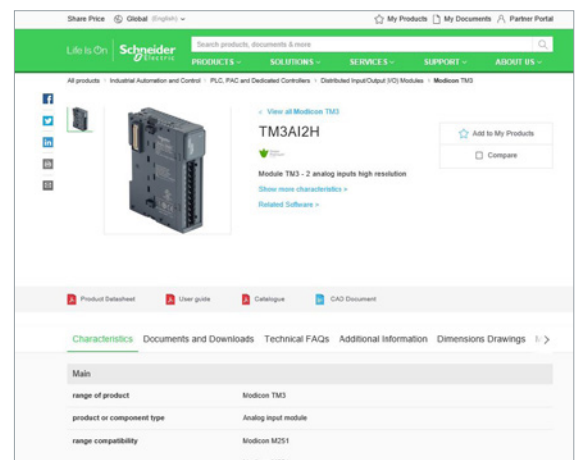 Share Price Global (English) My Products My Documents Partner Portal
Life Is On Schneider Electric Search products, documents & more
PRODUCTS SOLUTIONS SERVICES SUPPORT ABOUT US
All products > Industrial Automation and Control > PLC, PAC and Dedicated Controllers > Distributed Input/Output (I/O) Modules > Modicon TM3
< View all Modicon TM3
TM3AI2H
Add to My Products
Compare
Module TM3 - 2 analog inputs high resolution
Show more characteristics >
Related Software >
Product Datasheet User guide Catalogue CAD Document
Characteristics Documents and Downloads Technical FAQs Additional Information Dimensions Drawings
Main
range of product Modicon TM3
product or component type Analog input module
range compatibility Modicon M251